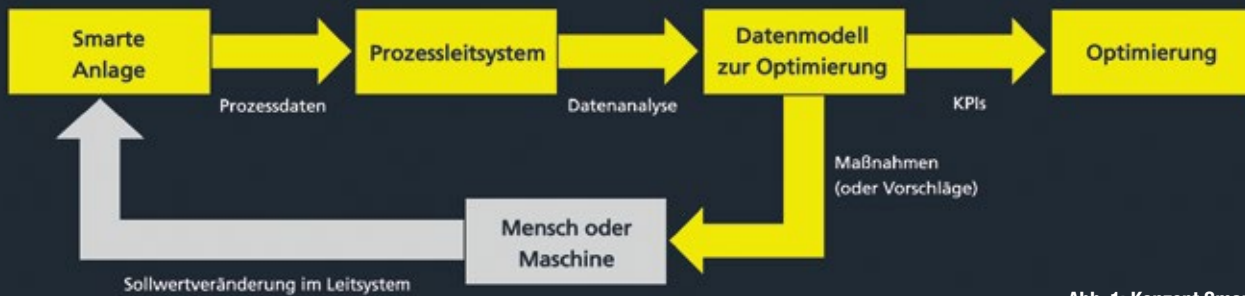 Smarte
Anlage
Prozessdaten
Prozessleitsystem
Datenanalyse
Datenmodell
zur Optimierung
KPIs
Optimierung
Maßnahmen
(oder Vorschläge)
Mensch oder
Maschine
Sollwertveränderung im Leitsystem
Abb. 1: Konzept